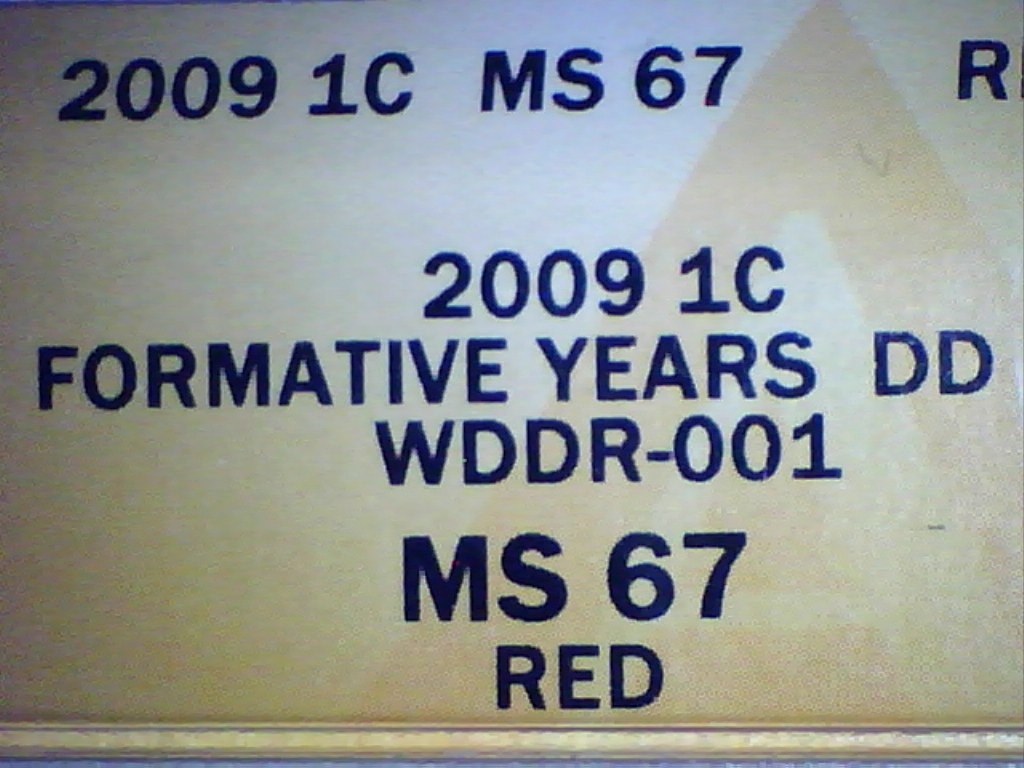 2009 1C MS 67
2009 1C
FORMATIVE YEARS DD
WDDR-001
MS 67
RED